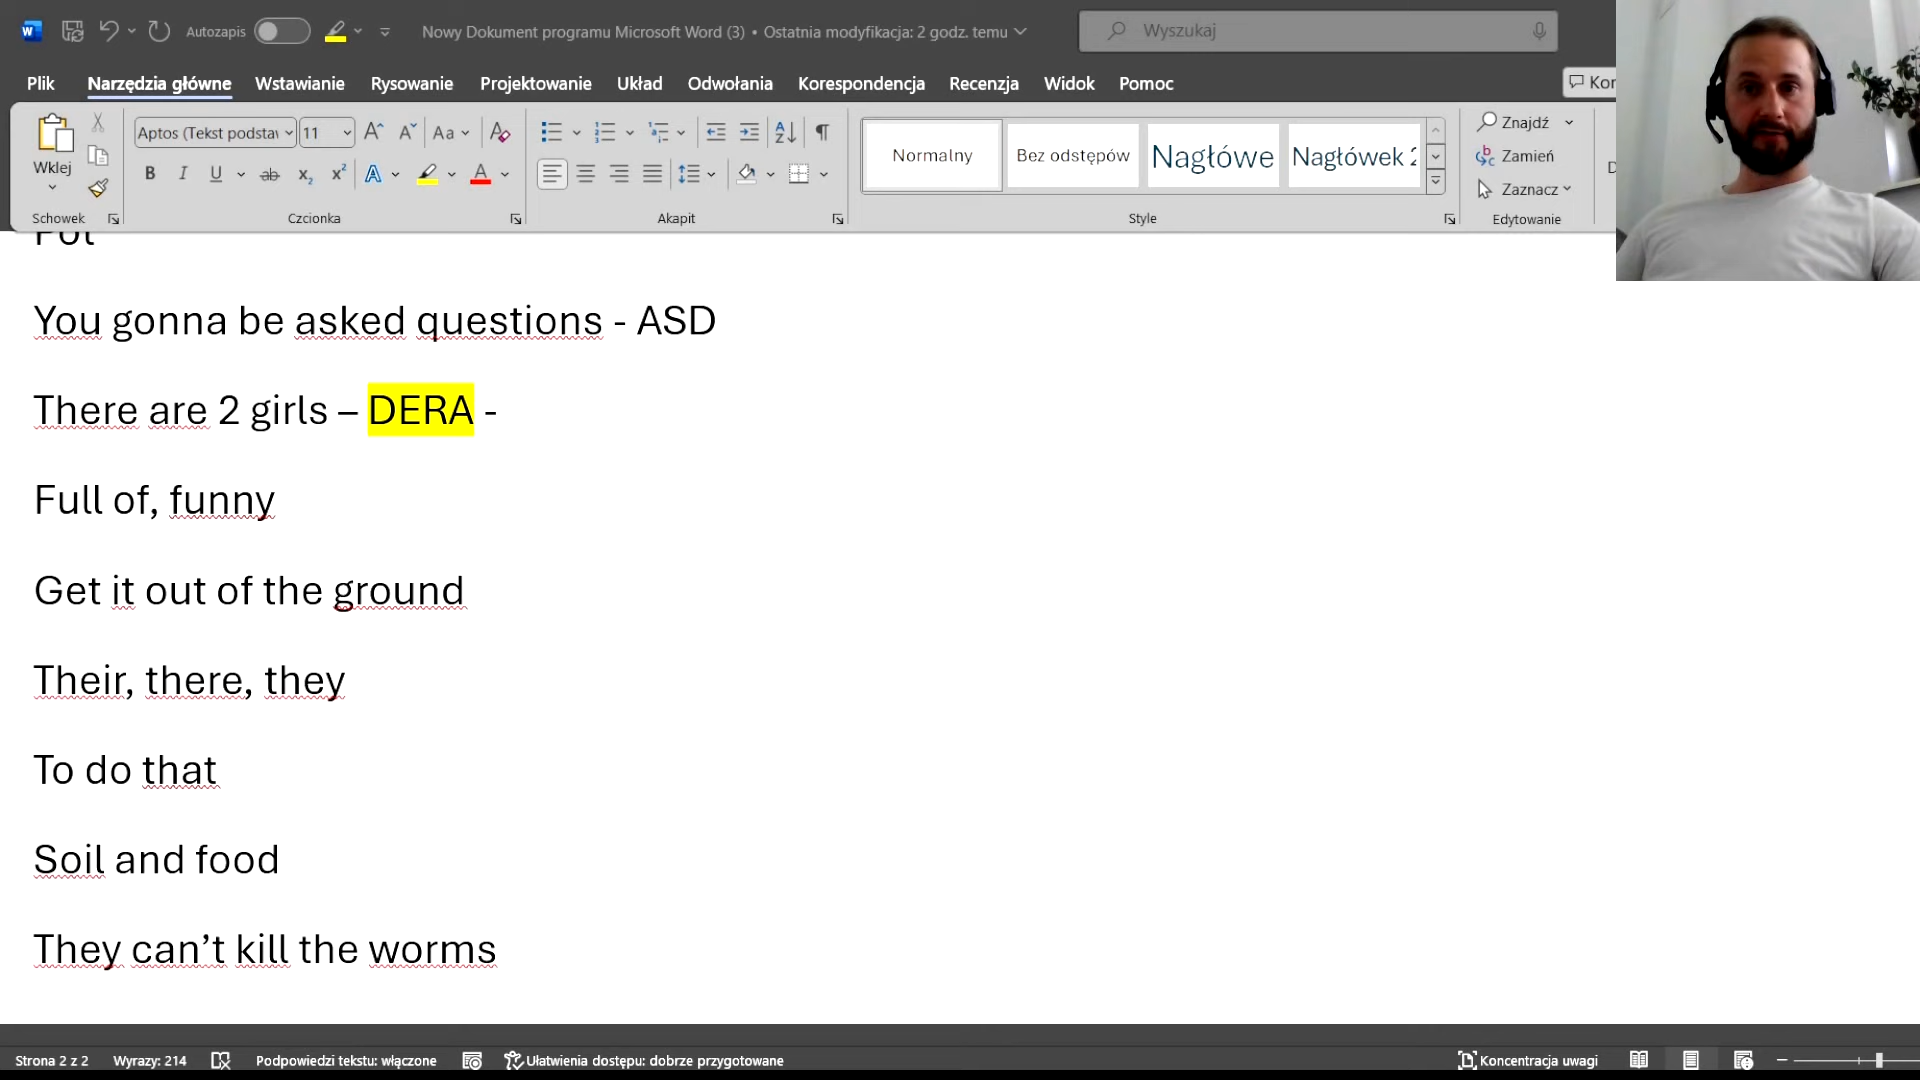 Autozapis
Nowy Dokument programu Microsoft Word (3) • Ostatnia modyfikacja: 2 godz. temu
Wyszukaj
Plik Narzędzia główne Wstawianie Rysowanie Projektowanie Układ Odwołania Korespondencja Recenzja Widok Pomoc
Wklej
Schowek
Aptos (Tekst podstav 11
Czcionka
Akapit
Normalny Bez odstępów Nagłówe Nagłówek 2
Style
Znajdź
Zamień
Zaznacz
Edytowanie
Pot
You gonna be asked questions - ASD
There are 2 girls – DERA -
Full of, funny
Get it out of the ground
Their, there, they
To do that
Soil and food
They can’t kill the worms
Strona 2 z 2 Wyrazy: 214 Podpowiedzi tekstu: włączone Ułatwienia dostępu: dobrze przygotowane Koncentracja uwagi